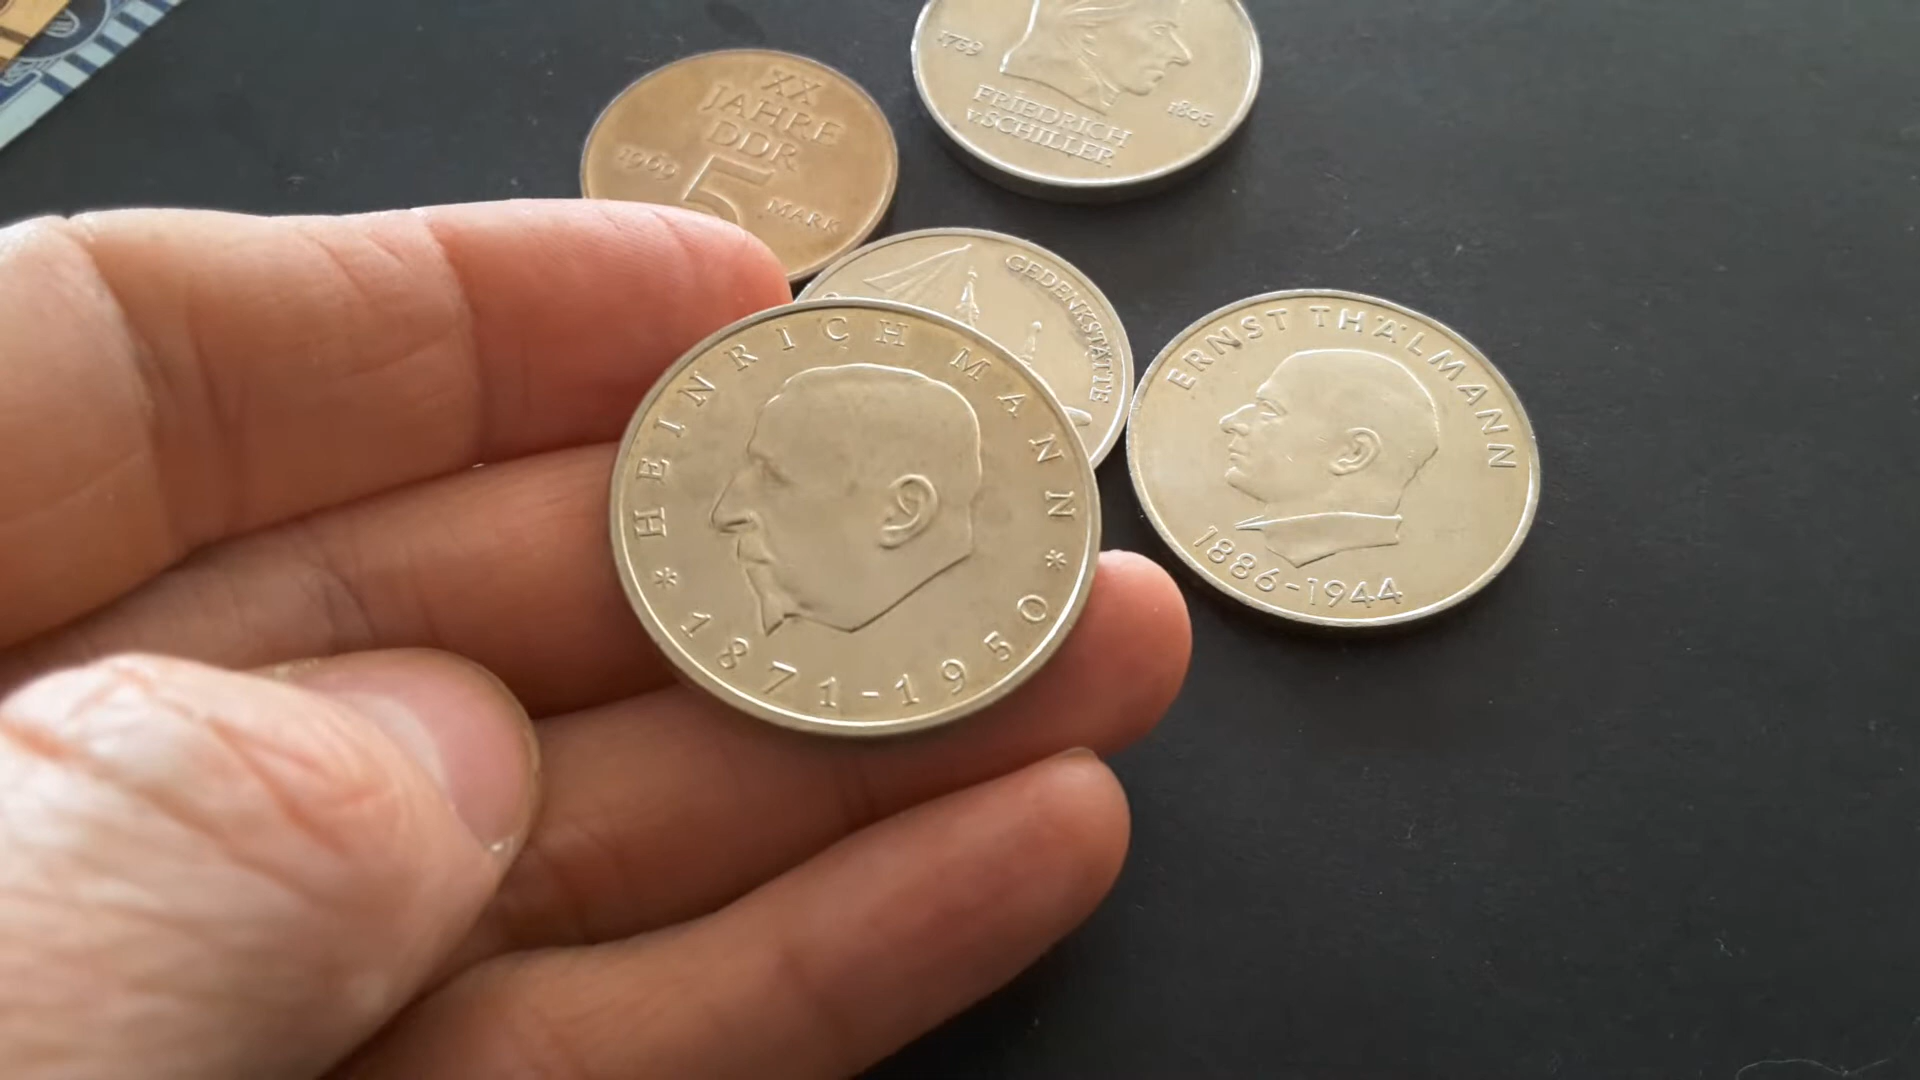 XX
JAHRE
DDR
1969
5
MARK
1759
1805
FRIEDRICH
v. SCHILLER
GEDENKSTÄTTE
HEINRICH MANN
* 1871-1950 *
ERNST THÄLMANN
1886-1944